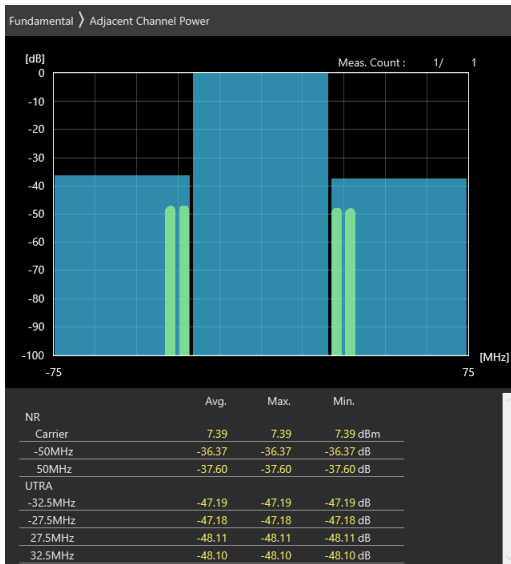 Fundamental 〉 Adjacent Channel Power
[dB]
Meas. Count : 1/ 1
0
-10
-20
-30
-40
-50
-60
-70
-80
-90
-100
[MHz]
-75 75
Avg. Max. Min.
NR
Carrier 7.39 7.39 7.39 dBm
-50MHz -36.37 -36.37 -36.37 dB
50MHz -37.60 -37.60 -37.60 dB
UTRA
-32.5MHz -47.19 -47.19 -47.19 dB
-27.5MHz -47.18 -47.18 -47.18 dB
27.5MHz -48.11 -48.11 -48.11 dB
32.5MHz -48.10 -48.10 -48.10 dB